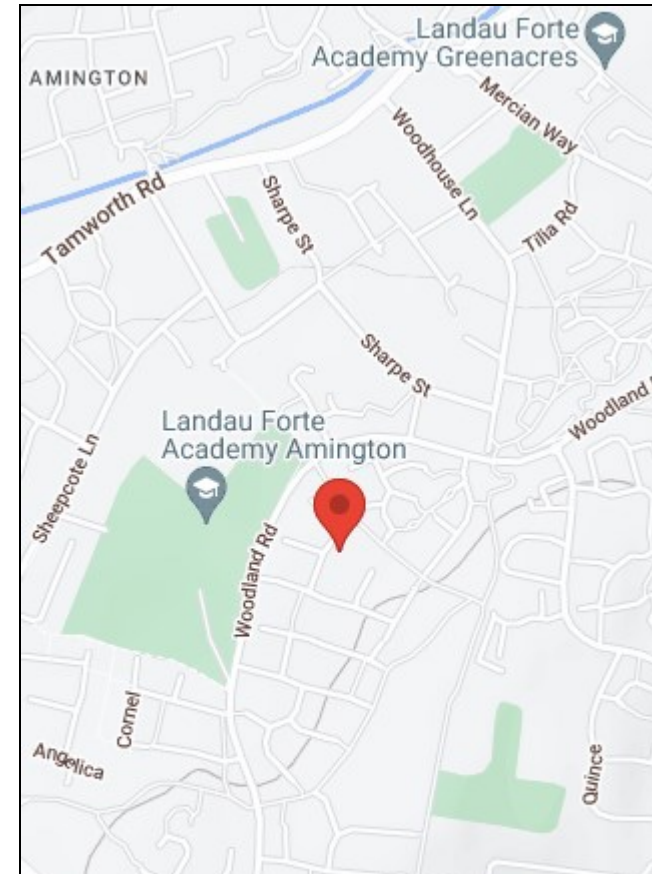 Landau Forte
Academy Greenacres
AMINGTON
Mercian Way
Woodhouse Ln
Tamworth Rd
Sharpe St
Tilia Rd
Sharpe St
Woodland
Landau Forte
Academy Amington
Sheepcote Ln
Woodland Rd
Cornel
Angelica
Quince